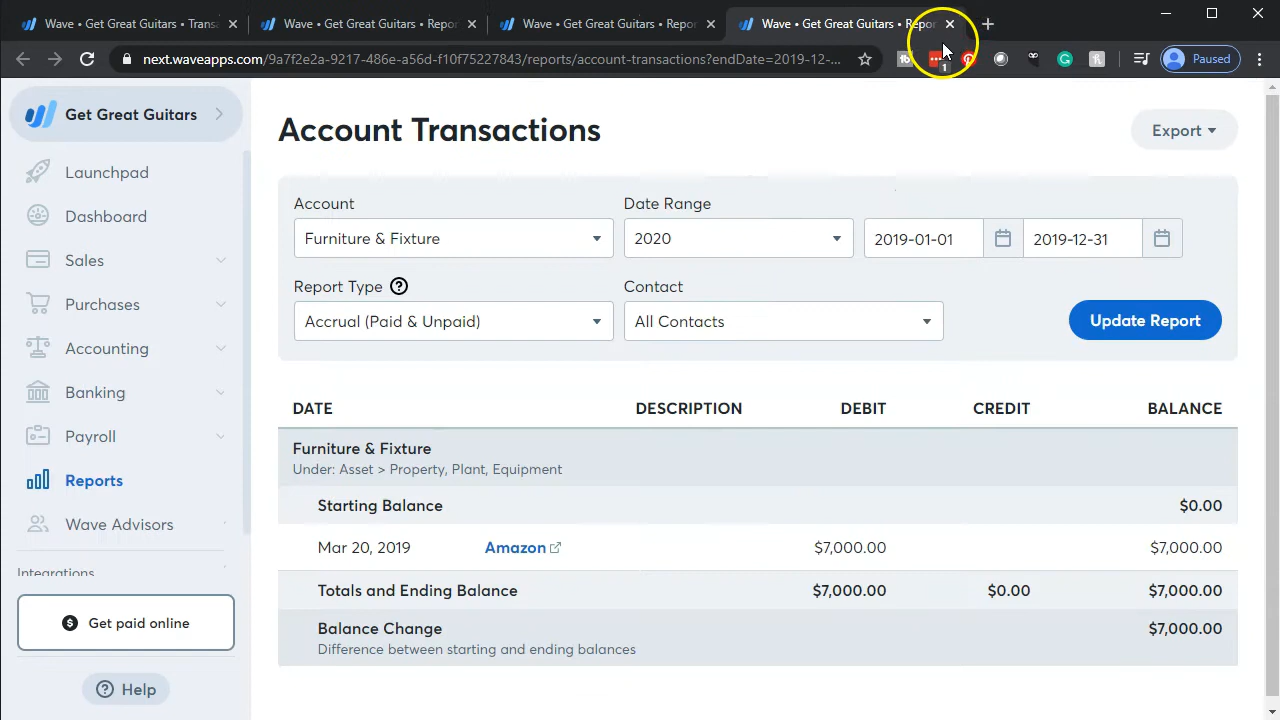 Wave • Get Great Guitars • Transa
Wave • Get Great Guitars • Repor
Wave • Get Great Guitars • Repor
Wave • Get Great Guitars • Repor
next.waveapps.com/9a7f2e2a-9217-486e-a56d-f10f75227843/reports/account-transactions?endDate=2019-12-...
1
Paused
Get Great Guitars
Launchpad
Dashboard
Sales
Purchases
Accounting
Banking
Payroll
Reports
Wave Advisors
Integrations
Get paid online
Help
Account Transactions
Export
Account
Date Range
Furniture & Fixture
2020
2019-01-01
2019-12-31
Report Type
Contact
Accrual (Paid & Unpaid)
All Contacts
Update Report
DATE DESCRIPTION DEBIT CREDIT BALANCE
Furniture & Fixture
Under: Asset > Property, Plant, Equipment
Starting Balance $0.00
Mar 20, 2019 Amazon $7,000.00 $7,000.00
Totals and Ending Balance $7,000.00 $0.00 $7,000.00
Balance Change $7,000.00
Difference between starting and ending balances